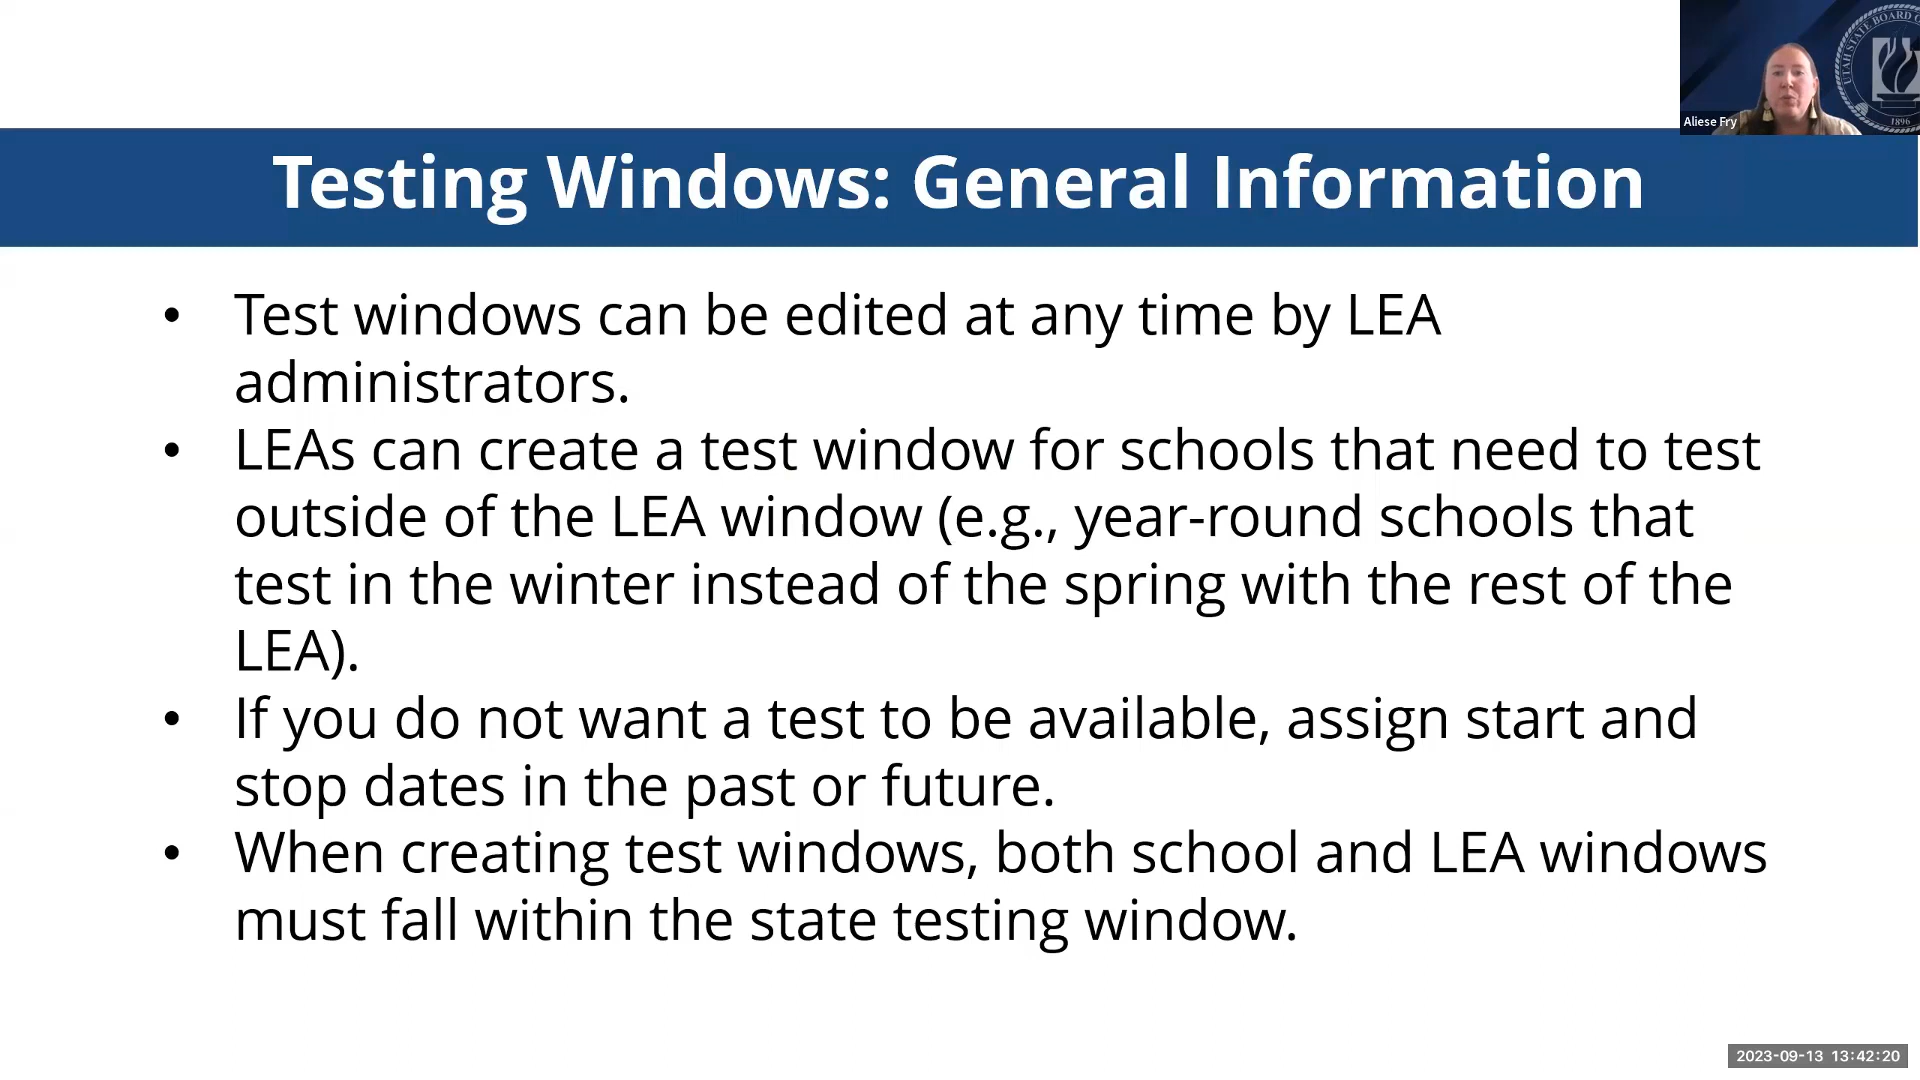 UTAH STATE BOARD O
1896
Aliese Fry
Testing Windows: General Information
• Test windows can be edited at any time by LEA
administrators.
• LEAs can create a test window for schools that need to test
outside of the LEA window (e.g., year-round schools that
test in the winter instead of the spring with the rest of the
LEA).
• If you do not want a test to be available, assign start and
stop dates in the past or future.
• When creating test windows, both school and LEA windows
must fall within the state testing window.
2023-09-13 13:42:20